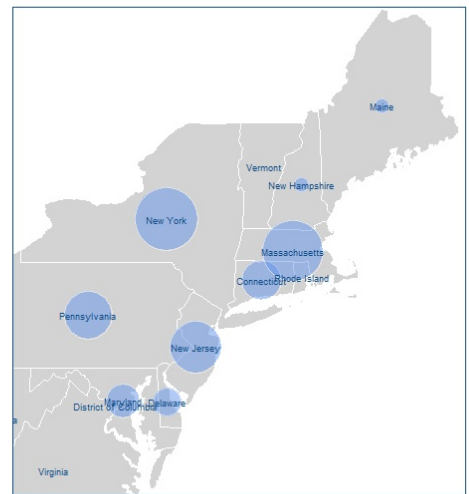 Maine
Vermont
New Hampshire
New York
Massachusetts
Rhode Island
Connecticut
Pennsylvania
New Jersey
Maryland
Delaware
District of Columbia
a
Virginia